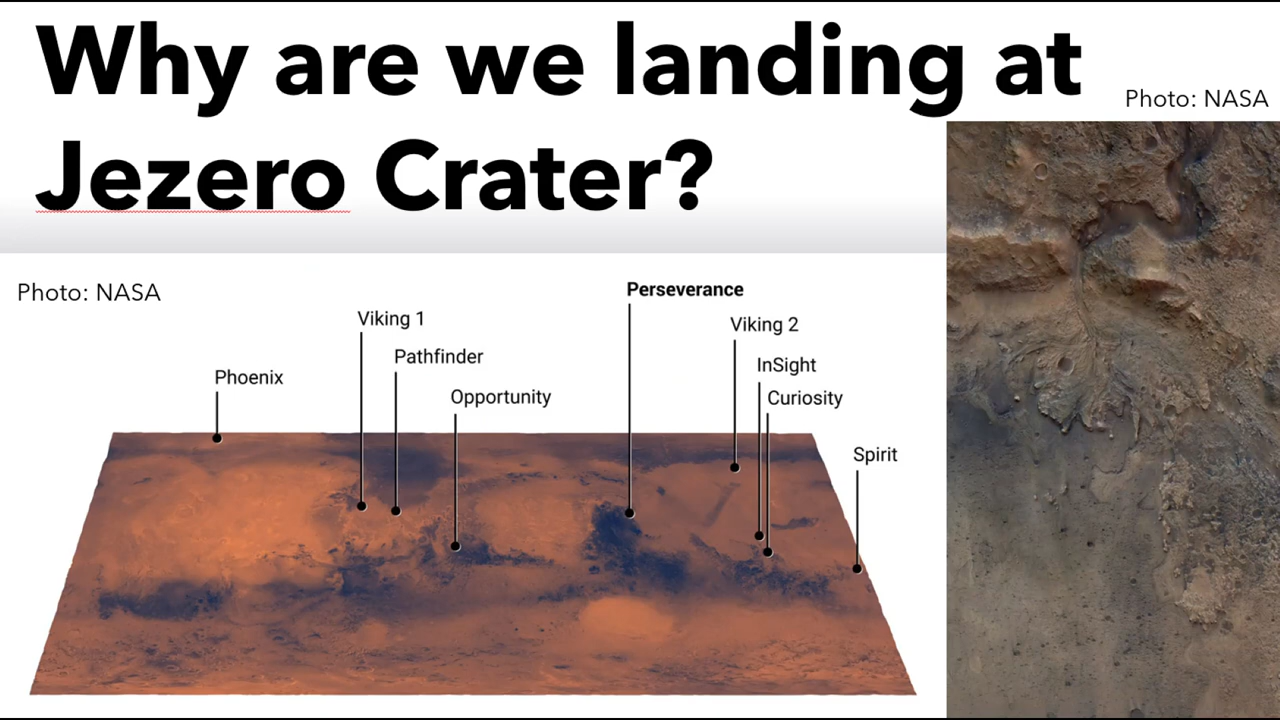 Why are we landing at
Jezero Crater?
Photo: NASA
Photo: NASA
Perseverance
Viking 1
Viking 2
Pathfinder
InSight
Phoenix
Opportunity
Curiosity
Spirit